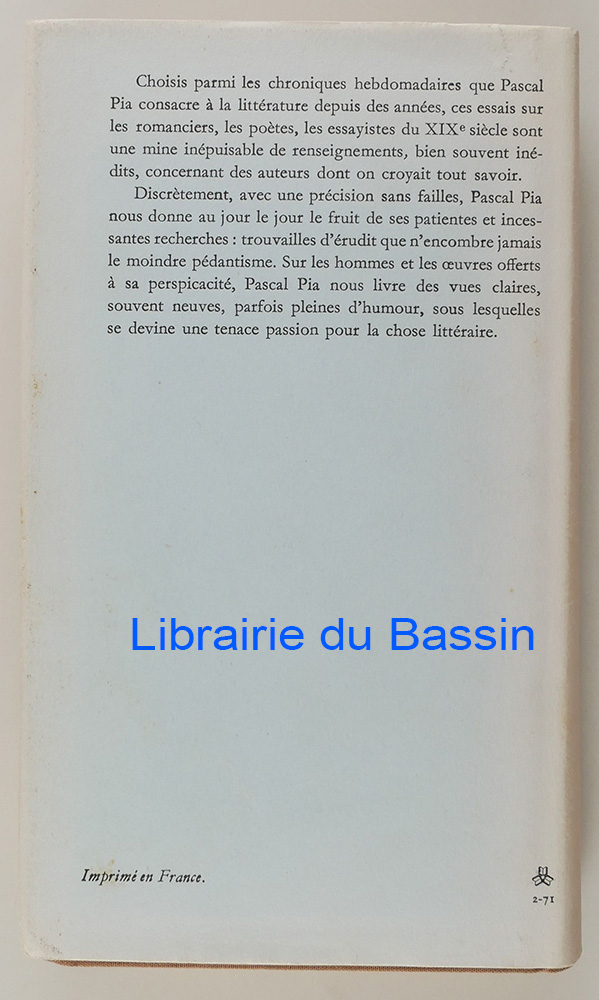 Choisis parmi les chroniques hebdomadaires que Pascal
Pia consacre à la littérature depuis des années, ces essais sur
les romanciers, les poètes, les essayistes du XIXe siècle sont
une mine inépuisable de renseignements, bien souvent iné-
dits, concernant des auteurs dont on croyait tout savoir.
Discrètement, avec une précision sans failles, Pascal Pia
nous donne au jour le jour le fruit de ses patientes et inces-
santes recherches : trouvailles d'érudit que n'encombre jamais
le moindre pédantisme. Sur les hommes et les œuvres offerts
à sa perspicacité, Pascal Pia nous livre des vues claires,
souvent neuves, parfois pleines d'humour, sous lesquelles
se devine une tenace passion pour la chose littéraire.
Librairie du Bassin
Imprimé en France.
2-71